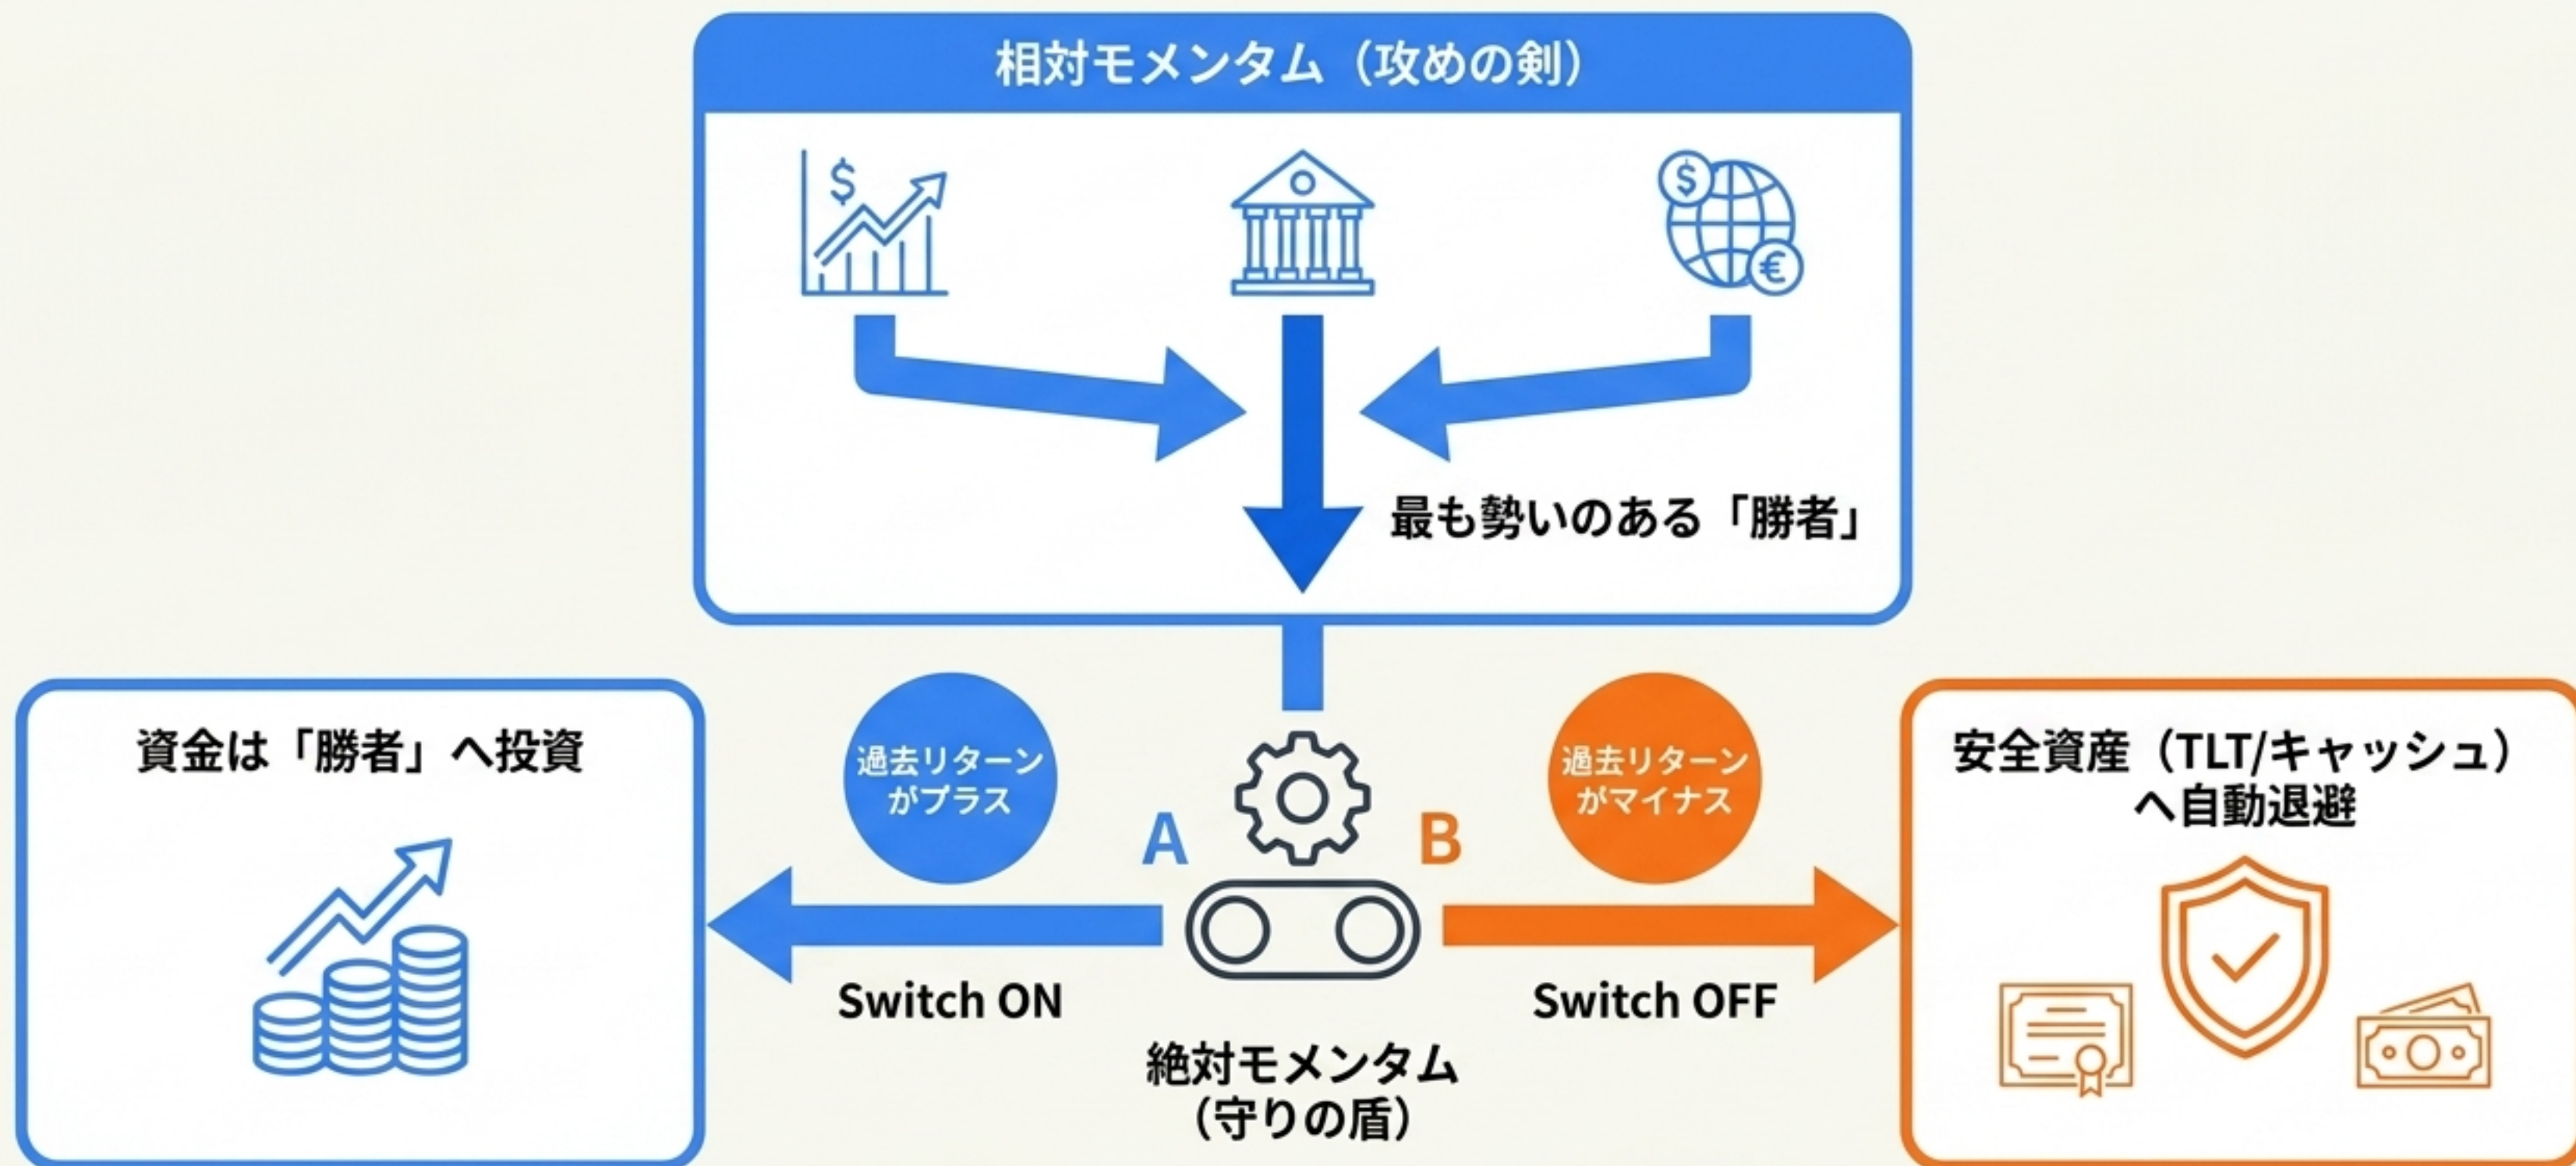 相対モメンタム（攻めの剣）
$
$
€
最も勢いのある「勝者」
資金は「勝者」へ投資
過去リターン
がプラス
A
B
過去リターン
がマイナス
安全資産（TLT/キャッシュ）
へ自動退避
Switch ON
Switch OFF
絶対モメンタム
（守りの盾）